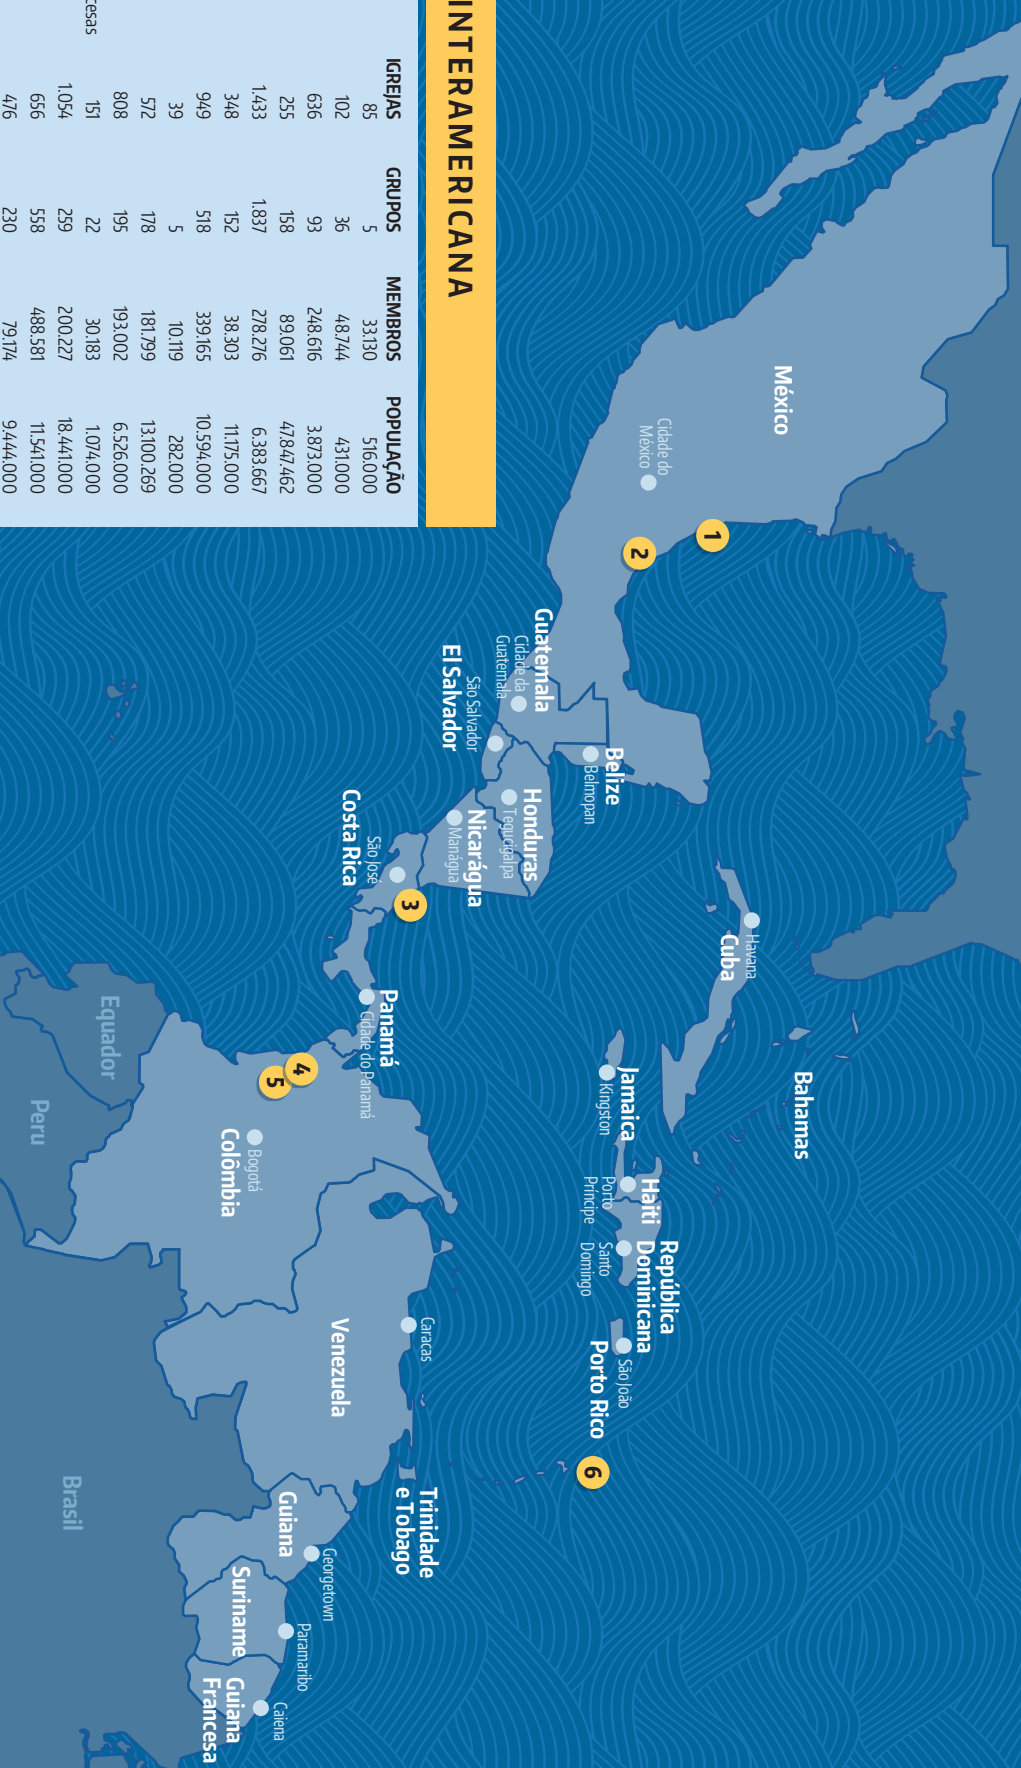 INTERAMERICANA
IGREJAS GRUPOS MEMBROS POPULAÇÃO
85 5 33.130 516.000
102 36 48.744 431.000
636 93 248.616 3.873.000
255 158 89.061 47.847.462
1.433 1.837 278.276 6.383.667
348 152 38.303 11.175.000
949 518 339.165 10.594.000
39 5 10.119 282.000
572 178 181.799 13.100.269
808 195 193.002 6.526.000
cesas 151 22 30.183 1.074.000
1.054 259 200.227 18.441.000
656 558 488.581 11.541.000
476 230 79.174 9.444.000
México
Cidade do
México
1
2
Guatemala
Cidade da
Guatemala
El Salvador
São Salvador
Belize
Belmopan
Honduras
Tegucigalpa
Nicarágua
Manágua
Costa Rica
São José
3
Panamá
Cidade do Panamá
Havana
Cuba
Bahamas
Jamaica
Kingston
Haiti
Porto
Príncipe
República
Dominicana
Santo
Domingo
Porto Rico
São João
6
4
5
Bogotá
Colômbia
Equador
Peru
Brasil
Caracas
Venezuela
Trinidade
e Tobago
Guiana
Georgetown
Suriname
Paramaribo
Guiana
Francesa
Caiena